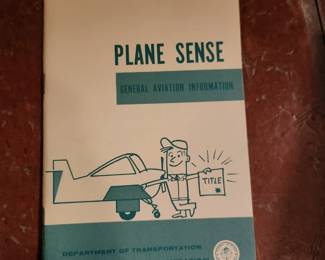 PLANE SENSE
GENERAL AVIATION INFORMATION
TITLE
DEPARTMENT OF TRANSPORTATION